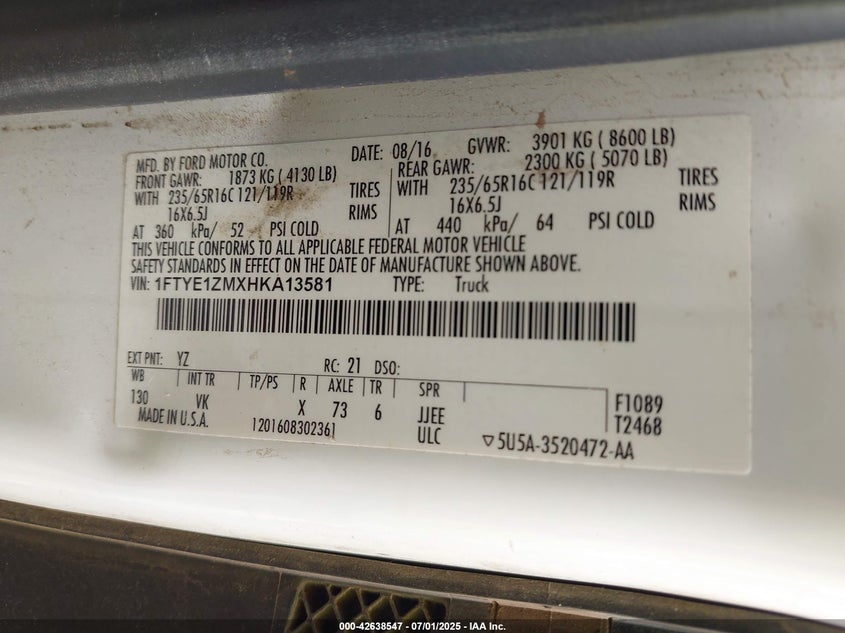 MFD. BY FORD MOTOR CO. DATE: 08/16 GVWR: 3901 KG ( 8600 LB)
FRONT GAWR: 1873 KG ( 4130 LB) REAR GAWR: 2300 KG ( 5070 LB)
WITH 235/65R16C 121/119R TIRES WITH 235/65R16C 121/119R TIRES
16X6.5J RIMS 16X6.5J RIMS
AT 360 kPa/ 52 PSI COLD AT 440 kPa/ 64 PSI COLD
THIS VEHICLE CONFORMS TO ALL APPLICABLE FEDERAL MOTOR VEHICLE
SAFETY STANDARDS IN EFFECT ON THE DATE OF MANUFACTURE SHOWN ABOVE.
VIN: 1FTYE1ZMXHKA13581 TYPE: Truck
EXT PNT: YZ RC: 21 DSO:
WB INT TR TP/PS R AXLE TR SPR
130 VK X 73 6 JJEE F1089
MADE IN U.S.A. 1201608302361 ULC T2468
▽5U5A-3520472-AA
000-42638547 - 07/01/2025 - IAA Inc.